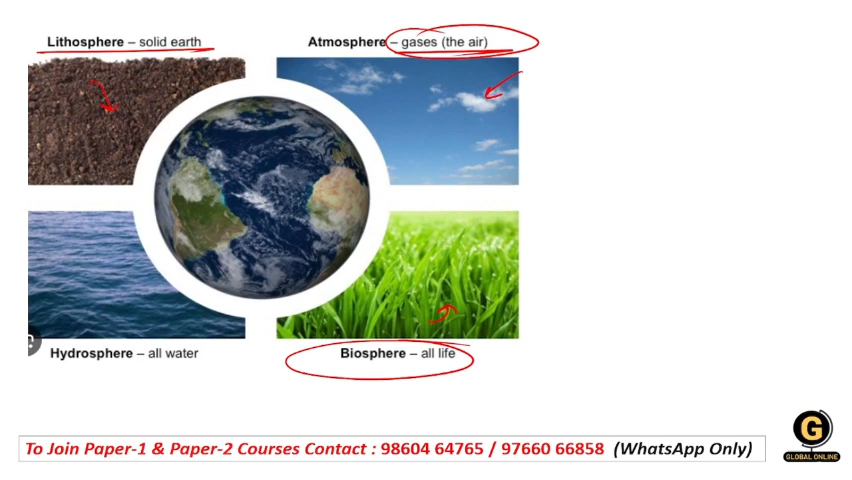 Lithosphere – solid earth
Atmosphere – gases (the air)
Hydrosphere – all water
Biosphere – all life
To Join Paper-1 & Paper-2 Courses Contact : 98604 64765 / 97660 66858 (WhatsApp Only)
G
GLOBAL ONLINE